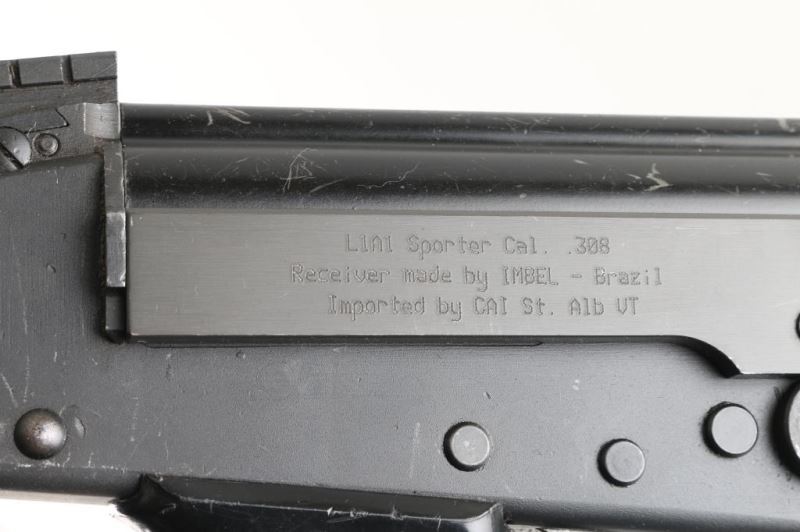 L1A1 Sporter Cal. .308
Receiver made by IMBEL - Brazil
Imported by CAI St. Alb VT